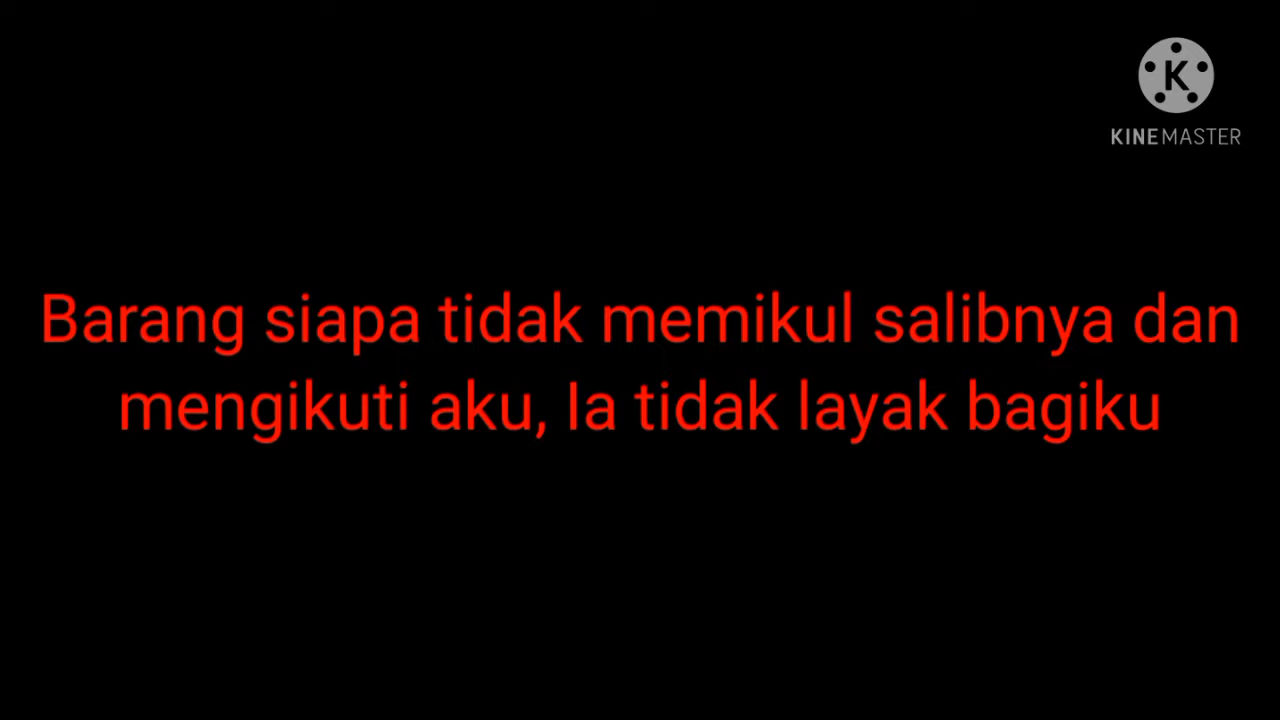 K
KINEMASTER
Barang siapa tidak memikul salibnya dan
mengikuti aku, Ia tidak layak bagiku